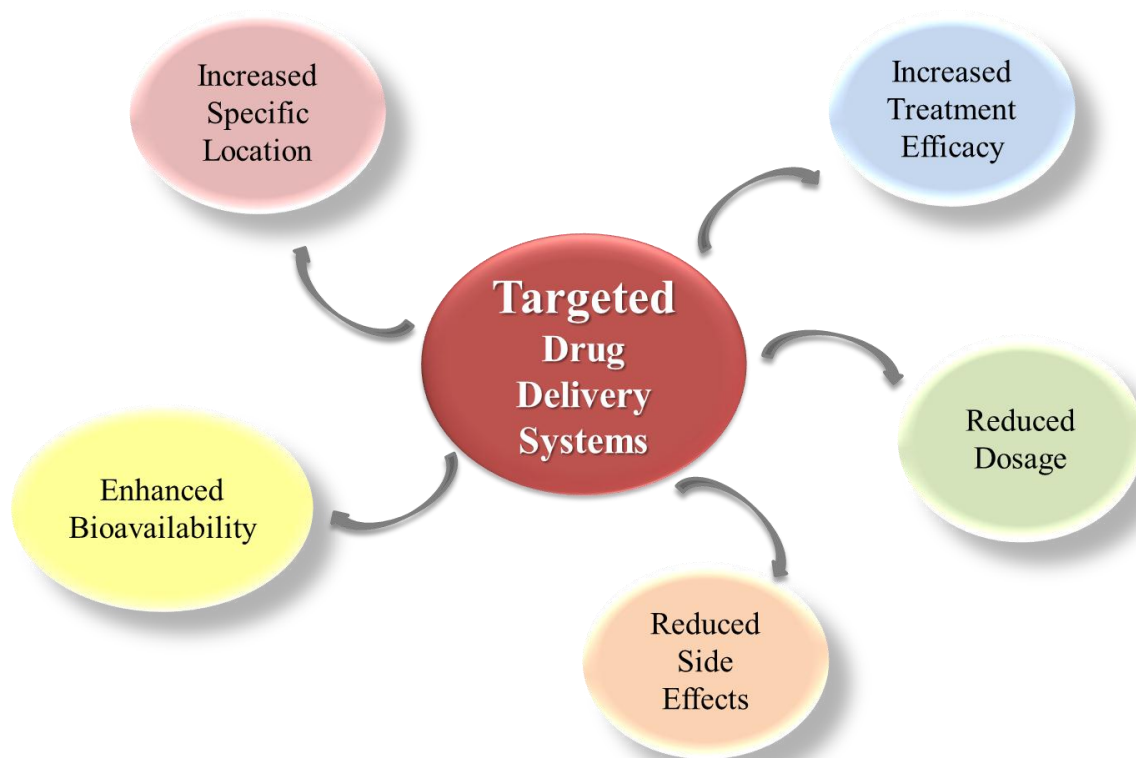 Increased
Specific
Location
Increased
Treatment
Efficacy
Targeted
Drug
Delivery
Systems
Reduced
Dosage
Enhanced
Bioavailability
Reduced
Side
Effects